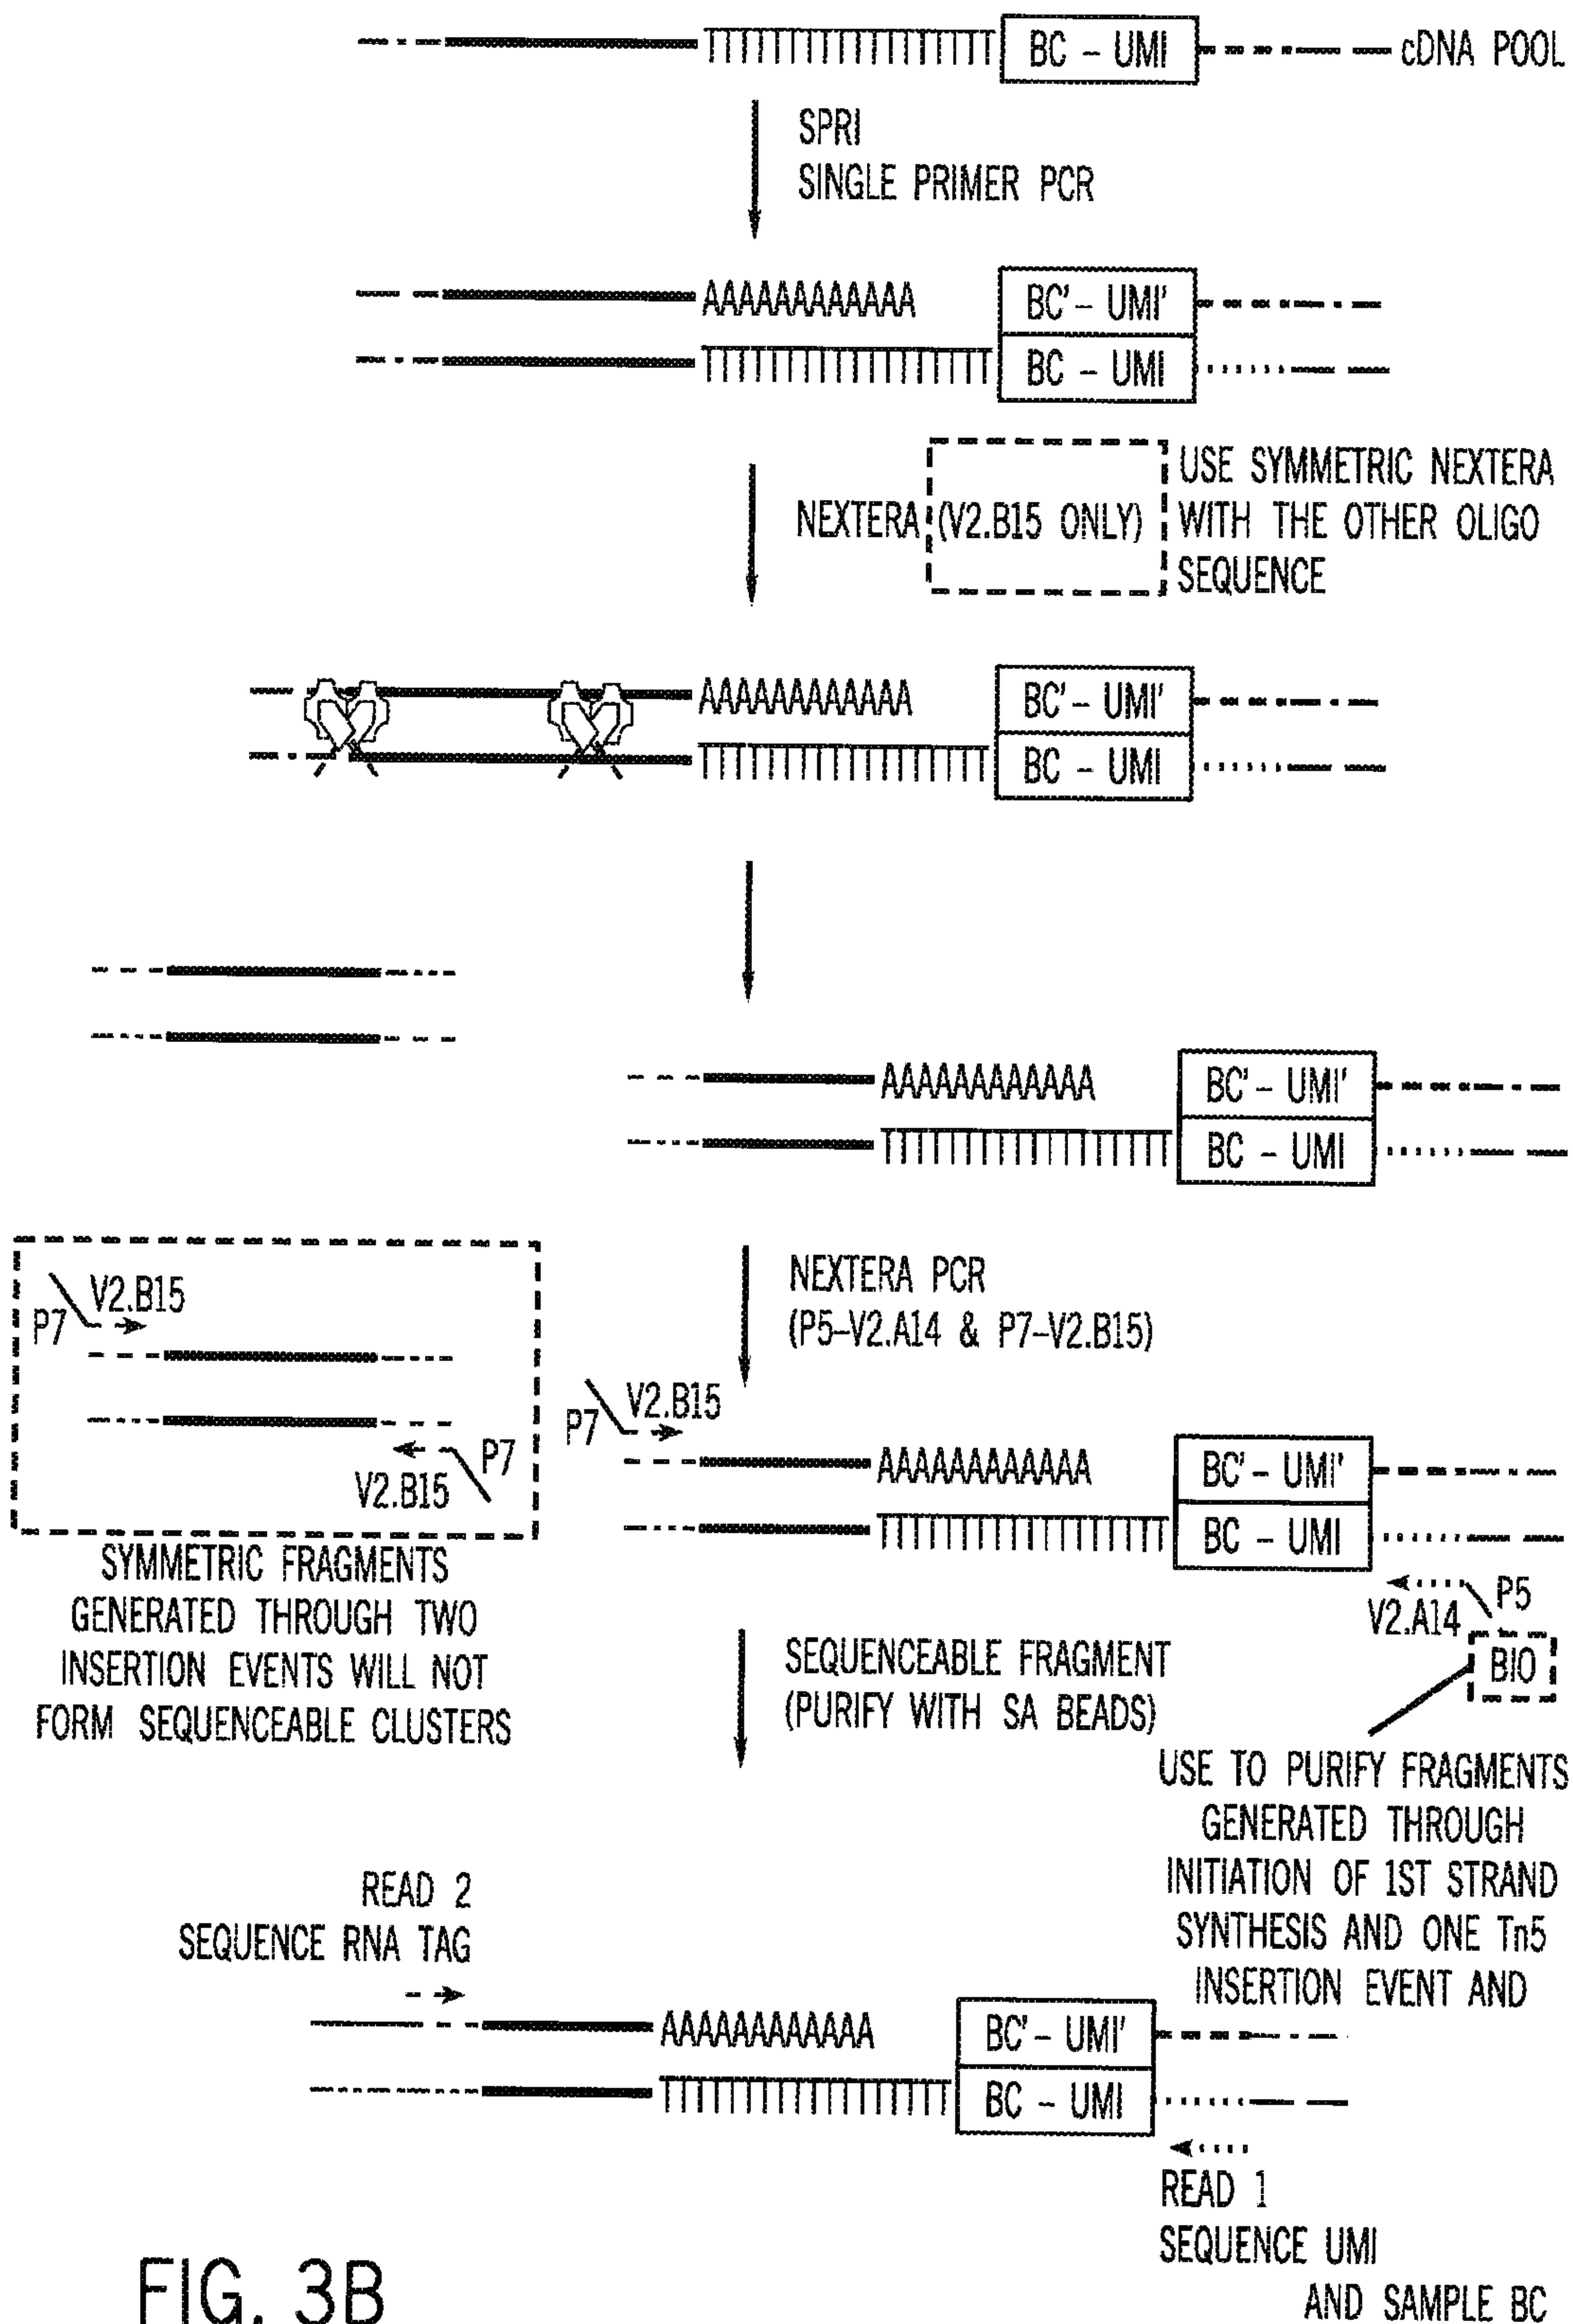 TTTTTTTTTTTTTTTTT BC – UMI cDNA POOL
SPRI
SINGLE PRIMER PCR
AAAAAAAAAAAA BC' – UMI'
TTTTTTTTTTTTTTTTT BC – UMI
NEXTERA (V2.B15 ONLY)
USE SYMMETRIC NEXTERA
WITH THE OTHER OLIGO
SEQUENCE
AAAAAAAAAAAA BC' – UMI'
TTTTTTTTTTTTTTTTT BC – UMI
AAAAAAAAAAAA BC' – UMI'
TTTTTTTTTTTTTTTTT BC – UMI
NEXTERA PCR
(P5–V2.A14 & P7–V2.B15)
P7 V2.B15
V2.B15 P7
SYMMETRIC FRAGMENTS
GENERATED THROUGH TWO
INSERTION EVENTS WILL NOT
FORM SEQUENCEABLE CLUSTERS
P7 V2.B15
AAAAAAAAAAAA BC' – UMI'
TTTTTTTTTTTTTTTTT BC – UMI
V2.A14 P5
BIO
SEQUENCEABLE FRAGMENT
(PURIFY WITH SA BEADS)
USE TO PURIFY FRAGMENTS
GENERATED THROUGH
INITIATION OF 1ST STRAND
SYNTHESIS AND ONE Tn5
INSERTION EVENT AND
READ 2
SEQUENCE RNA TAG
AAAAAAAAAAAA BC' – UMI'
TTTTTTTTTTTTTTTTT BC – UMI
READ 1
SEQUENCE UMI
AND SAMPLE BC
FIG. 3B